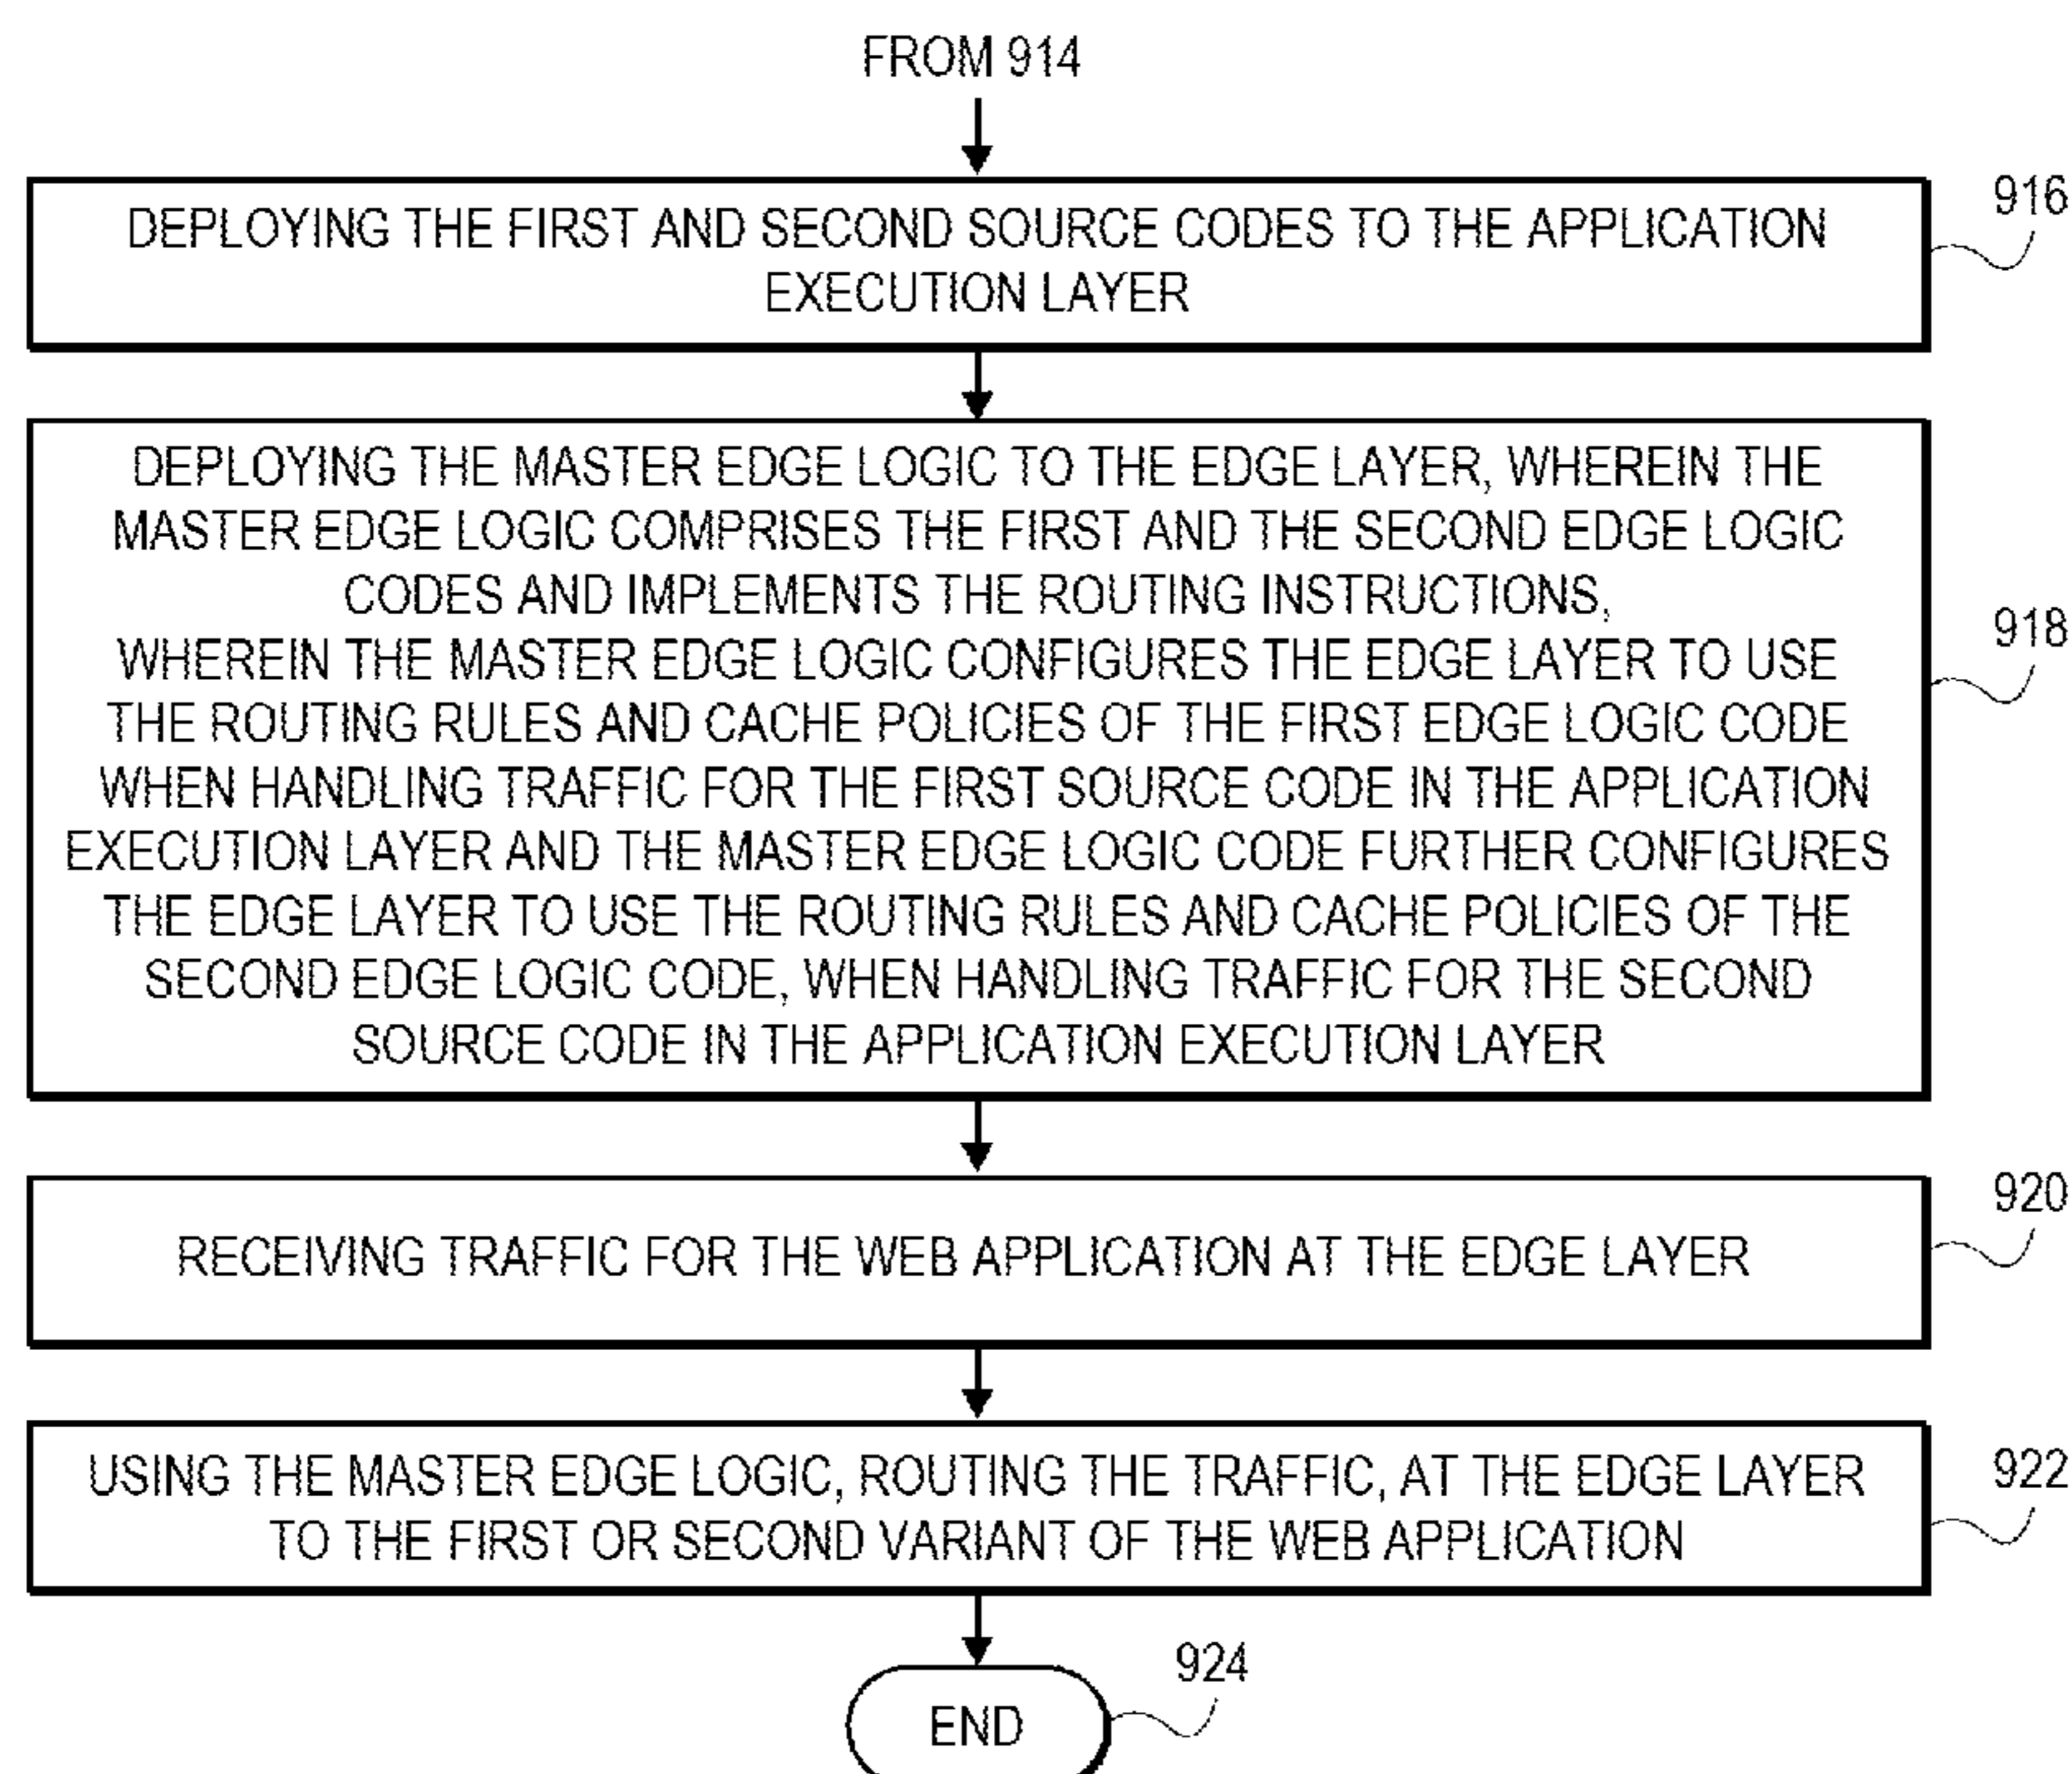 FROM 914
916
DEPLOYING THE FIRST AND SECOND SOURCE CODES TO THE APPLICATION
EXECUTION LAYER
918
DEPLOYING THE MASTER EDGE LOGIC TO THE EDGE LAYER, WHEREIN THE
MASTER EDGE LOGIC COMPRISES THE FIRST AND THE SECOND EDGE LOGIC
CODES AND IMPLEMENTS THE ROUTING INSTRUCTIONS,
WHEREIN THE MASTER EDGE LOGIC CONFIGURES THE EDGE LAYER TO USE
THE ROUTING RULES AND CACHE POLICIES OF THE FIRST EDGE LOGIC CODE
WHEN HANDLING TRAFFIC FOR THE FIRST SOURCE CODE IN THE APPLICATION
EXECUTION LAYER AND THE MASTER EDGE LOGIC CODE FURTHER CONFIGURES
THE EDGE LAYER TO USE THE ROUTING RULES AND CACHE POLICIES OF THE
SECOND EDGE LOGIC CODE, WHEN HANDLING TRAFFIC FOR THE SECOND
SOURCE CODE IN THE APPLICATION EXECUTION LAYER
920
RECEIVING TRAFFIC FOR THE WEB APPLICATION AT THE EDGE LAYER
922
USING THE MASTER EDGE LOGIC, ROUTING THE TRAFFIC, AT THE EDGE LAYER
TO THE FIRST OR SECOND VARIANT OF THE WEB APPLICATION
924
END